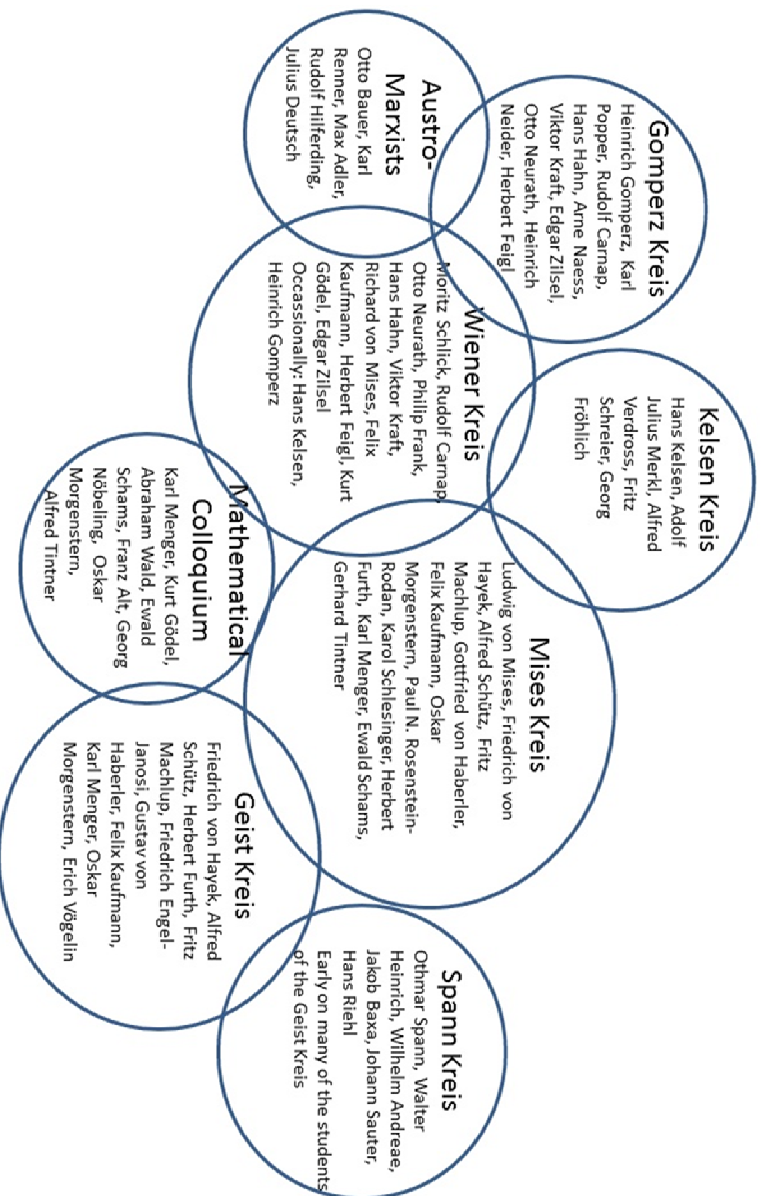 Gomperz Kreis
Heinrich Gomperz, Karl
Popper, Rudolf Carnap,
Hans Hahn, Arne Naess,
Viktor Kraft, Edgar Zilsel,
Otto Neurath, Heinrich
Neider, Herbert Feigl
Kelsen Kreis
Hans Kelsen, Adolf
Julius Merkl, Alfred
Verdross, Fritz
Schreier, Georg
Fröhlich
Austro-
Marxists
Otto Bauer, Karl
Renner, Max Adler,
Rudolf Hilferding,
Julius Deutsch
Wiener Kreis
Moritz Schlick, Rudolf Carnap,
Otto Neurath, Philip Frank,
Hans Hahn, Viktor Kraft,
Richard von Mises, Felix
Kaufmann, Herbert Feigl, Kurt
Gödel, Edgar Zilsel
Occassionally: Hans Kelsen,
Heinrich Gomperz
Mises Kreis
Ludwig von Mises, Friedrich von
Hayek, Alfred Schütz, Fritz
Machlup, Gottfried von Haberler,
Felix Kaufmann, Oskar
Morgenstern, Paul N. Rosenstein-
Rodan, Karol Schlesinger, Herbert
Furth, Karl Menger, Ewald Schams,
Gerhard Tintner
Spann Kreis
Othmar Spann, Walter
Heinrich, Wilhelm Andreae,
Jakob Baxa, Johann Sauter,
Hans Riehl
Early on many of the students
of the Geist Kreis
Mathematical
Colloquium
Karl Menger, Kurt Gödel,
Abraham Wald, Ewald
Schams, Franz Alt, Georg
Nöbeling, Oskar
Morgenstern,
Alfred Tintner
Geist Kreis
Friedrich von Hayek, Alfred
Schütz, Herbert Furth, Fritz
Machlup, Friedrich Engel-
Janosi, Gustav von
Haberler, Felix Kaufmann,
Karl Menger, Oskar
Morgenstern, Erich Vögelin